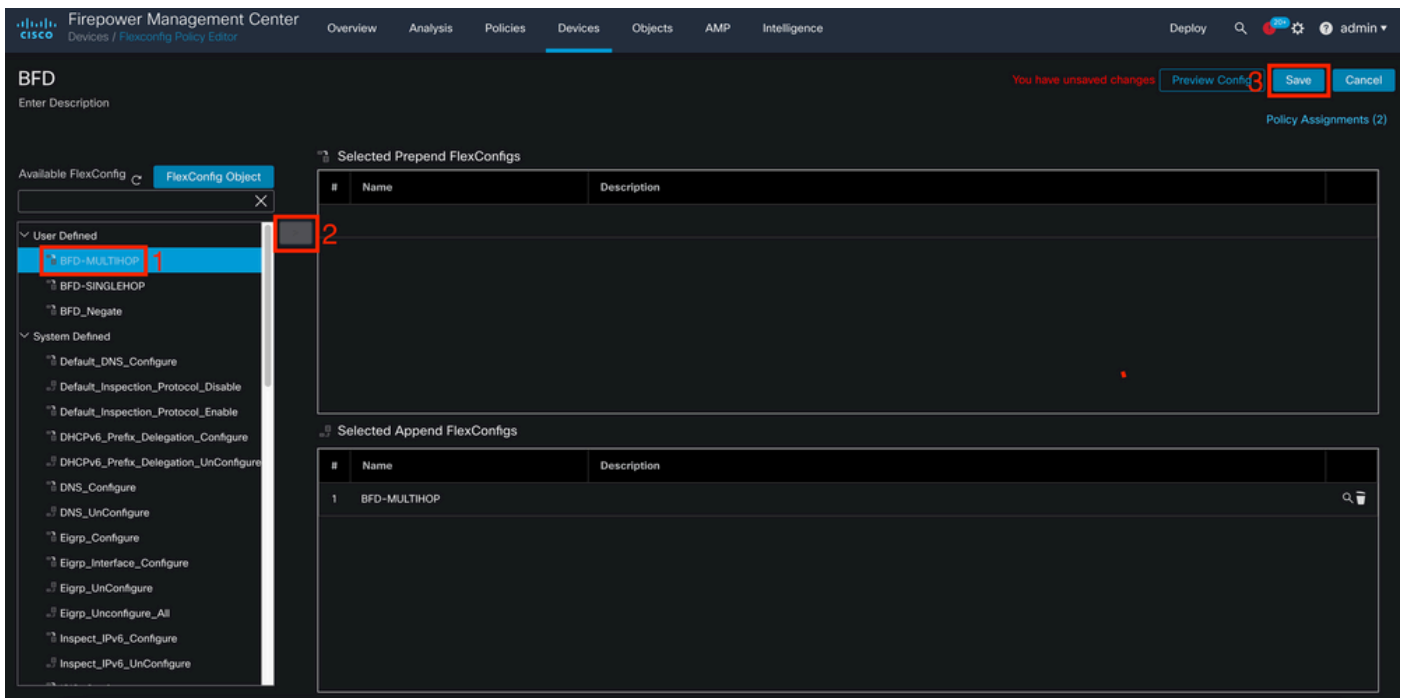 CISCO
Firepower Management Center
Devices / Flexconfig Policy Editor
Overview
Analysis
Policies
Devices
Objects
AMP
Intelligence
Deploy
20+
admin
BFD
Enter Description
You have unsaved changes
Preview Config
3
Save
Cancel
Policy Assignments (2)
Available FlexConfig
FlexConfig Object
User Defined
BFD-MULTIHOP
1
2
BFD-SINGLEHOP
BFD_Negate
System Defined
Default_DNS_Configure
Default_Inspection_Protocol_Disable
Default_Inspection_Protocol_Enable
DHCPv6_Prefix_Delegation_Configure
DHCPv6_Prefix_Delegation_UnConfigure
DNS_Configure
DNS_UnConfigure
Eigrp_Configure
Eigrp_Interface_Configure
Eigrp_UnConfigure
Eigrp_Unconfigure_All
Inspect_IPv6_Configure
Inspect_IPv6_UnConfigure
Selected Prepend FlexConfigs
# Name Description
Selected Append FlexConfigs
# Name Description
1 BFD-MULTIHOP